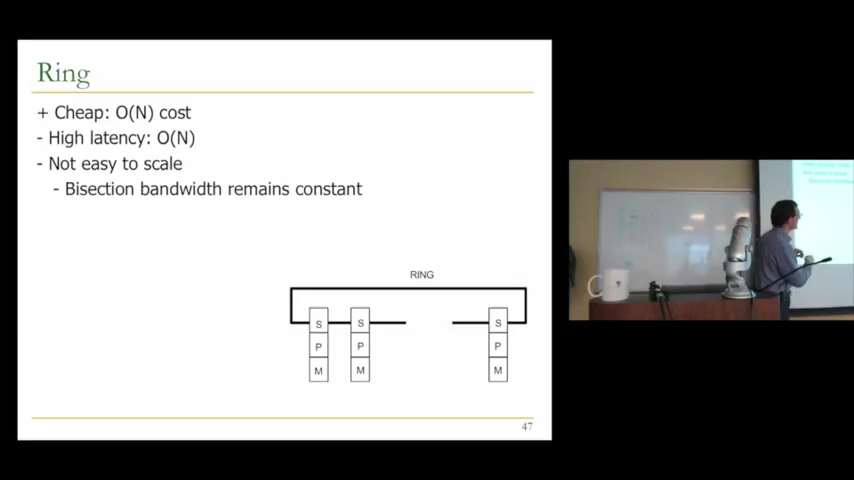 Ring
+ Cheap: O(N) cost
- High latency: O(N)
- Not easy to scale
- Bisection bandwidth remains constant
RING
S S S
P P P
M M M
47